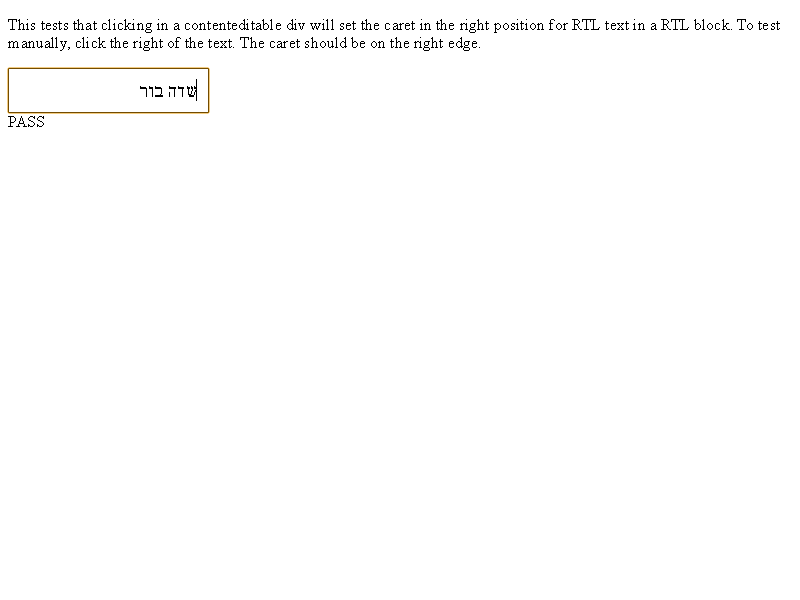 This tests that clicking in a contenteditable div will set the caret in the right position for RTL text in a RTL block. To test
manually, click the right of the text. The caret should be on the right edge.
שדה בור
PASS